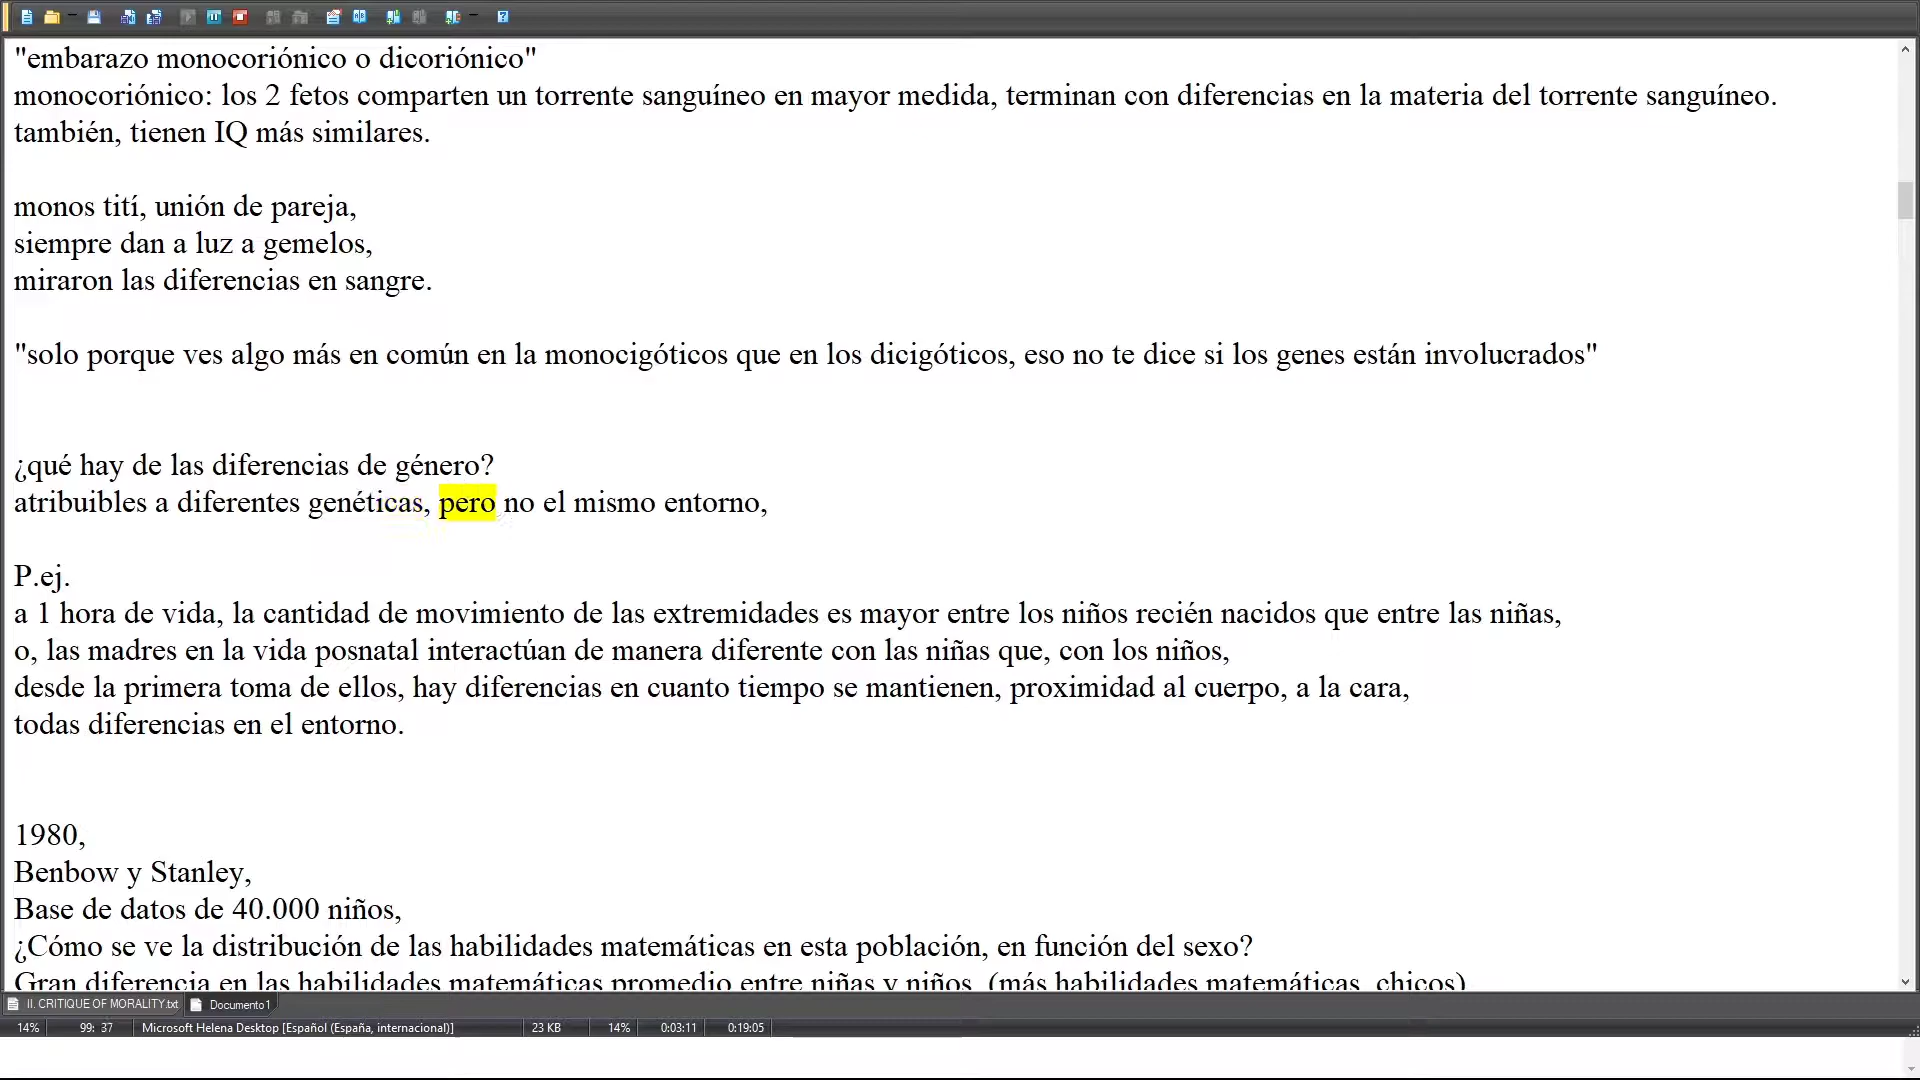 "embarazo monocoriónico o dicoriónico"
monocoriónico: los 2 fetos comparten un torrente sanguíneo en mayor medida, terminan con diferencias en la materia del torrente sanguíneo.
también, tienen IQ más similares.
monos tití, unión de pareja,
siempre dan a luz a gemelos,
miraron las diferencias en sangre.
"solo porque ves algo más en común en la monocigóticos que en los dicigóticos, eso no te dice si los genes están involucrados"
¿qué hay de las diferencias de género?
atribuibles a diferentes genéticas, pero no el mismo entorno,
P.ej.
a 1 hora de vida, la cantidad de movimiento de las extremidades es mayor entre los niños recién nacidos que entre las niñas,
o, las madres en la vida posnatal interactúan de manera diferente con las niñas que, con los niños,
desde la primera toma de ellos, hay diferencias en cuanto tiempo se mantienen, proximidad al cuerpo, a la cara,
todas diferencias en el entorno.
1980,
Benbow y Stanley,
Base de datos de 40.000 niños,
¿Cómo se ve la distribución de las habilidades matemáticas en esta población, en función del sexo?
Gran diferencia en las habilidades matemáticas promedio entre niñas y niños, (más habilidades matemáticas, chicos)
II. CRITIQUE OF MORALITY.txt Documento1
14% 99: 37 Microsoft Helena Desktop [Español (España, internacional)] 23 KB 14% 0:03:11 0:19:05